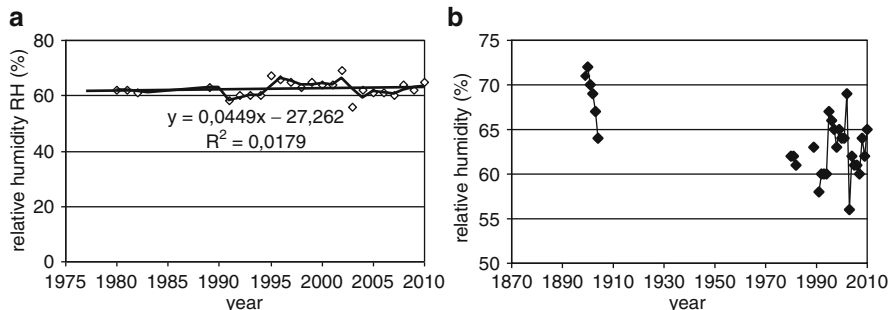 a
relative humidity RH (%)
80
60
40
20
0
y = 0,0449x – 27,262
R² = 0,0179
1975 1980 1985 1990 1995 2000 2005 2010
year
b
relative humidity (%)
75
70
65
60
55
50
1870 1890 1910 1930 1950 1970 1990 2010
year